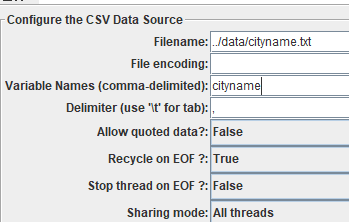 Configure the CSV Data Source
Filename: ../data/cityname.txt
File encoding:
Variable Names (comma-delimited): cityname
Delimiter (use '\t' for tab): ,
Allow quoted data?: False
Recycle on EOF ?: True
Stop thread on EOF ?: False
Sharing mode: All threads